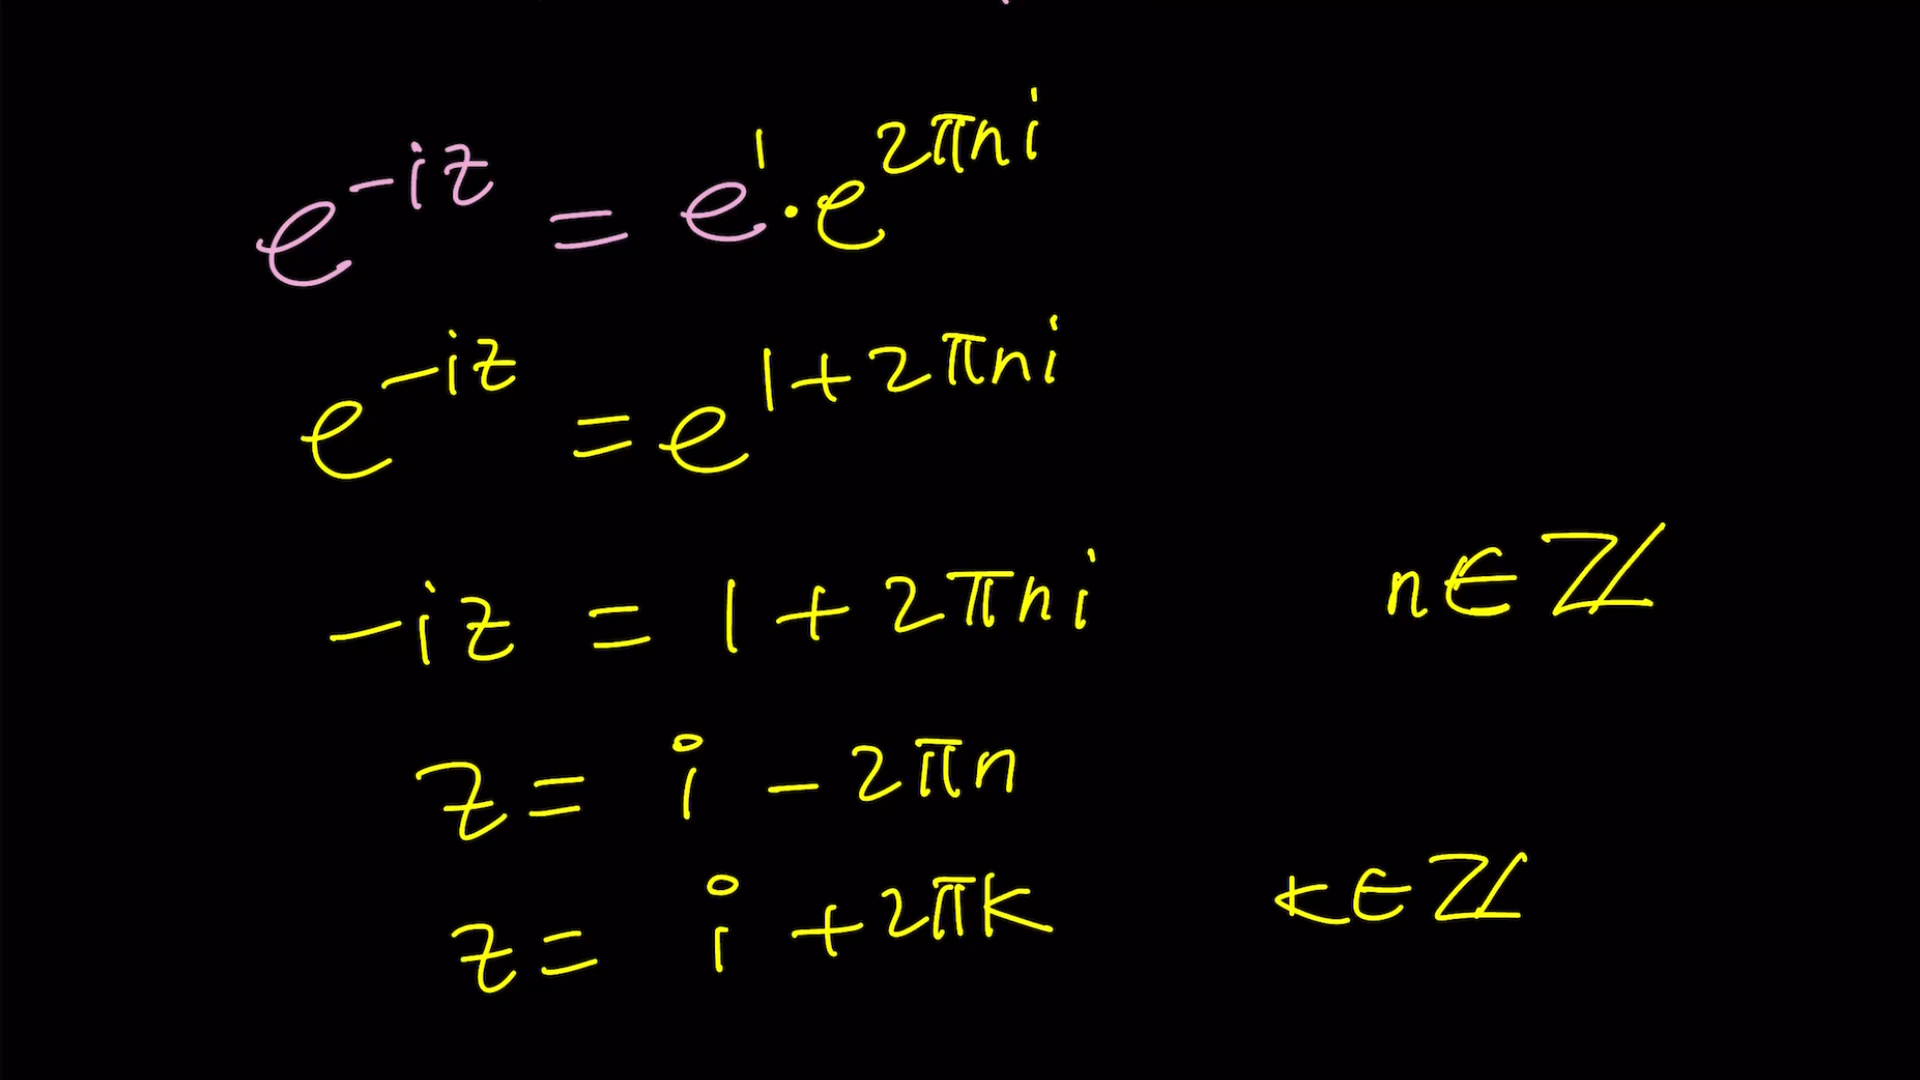 e^{-iz} = e^1 · e^{2πni}
e^{-iz} = e^{1+2πni}
-iz = 1 + 2πni n∈ℤ
z = i - 2πn
z = i + 2πk k∈ℤ